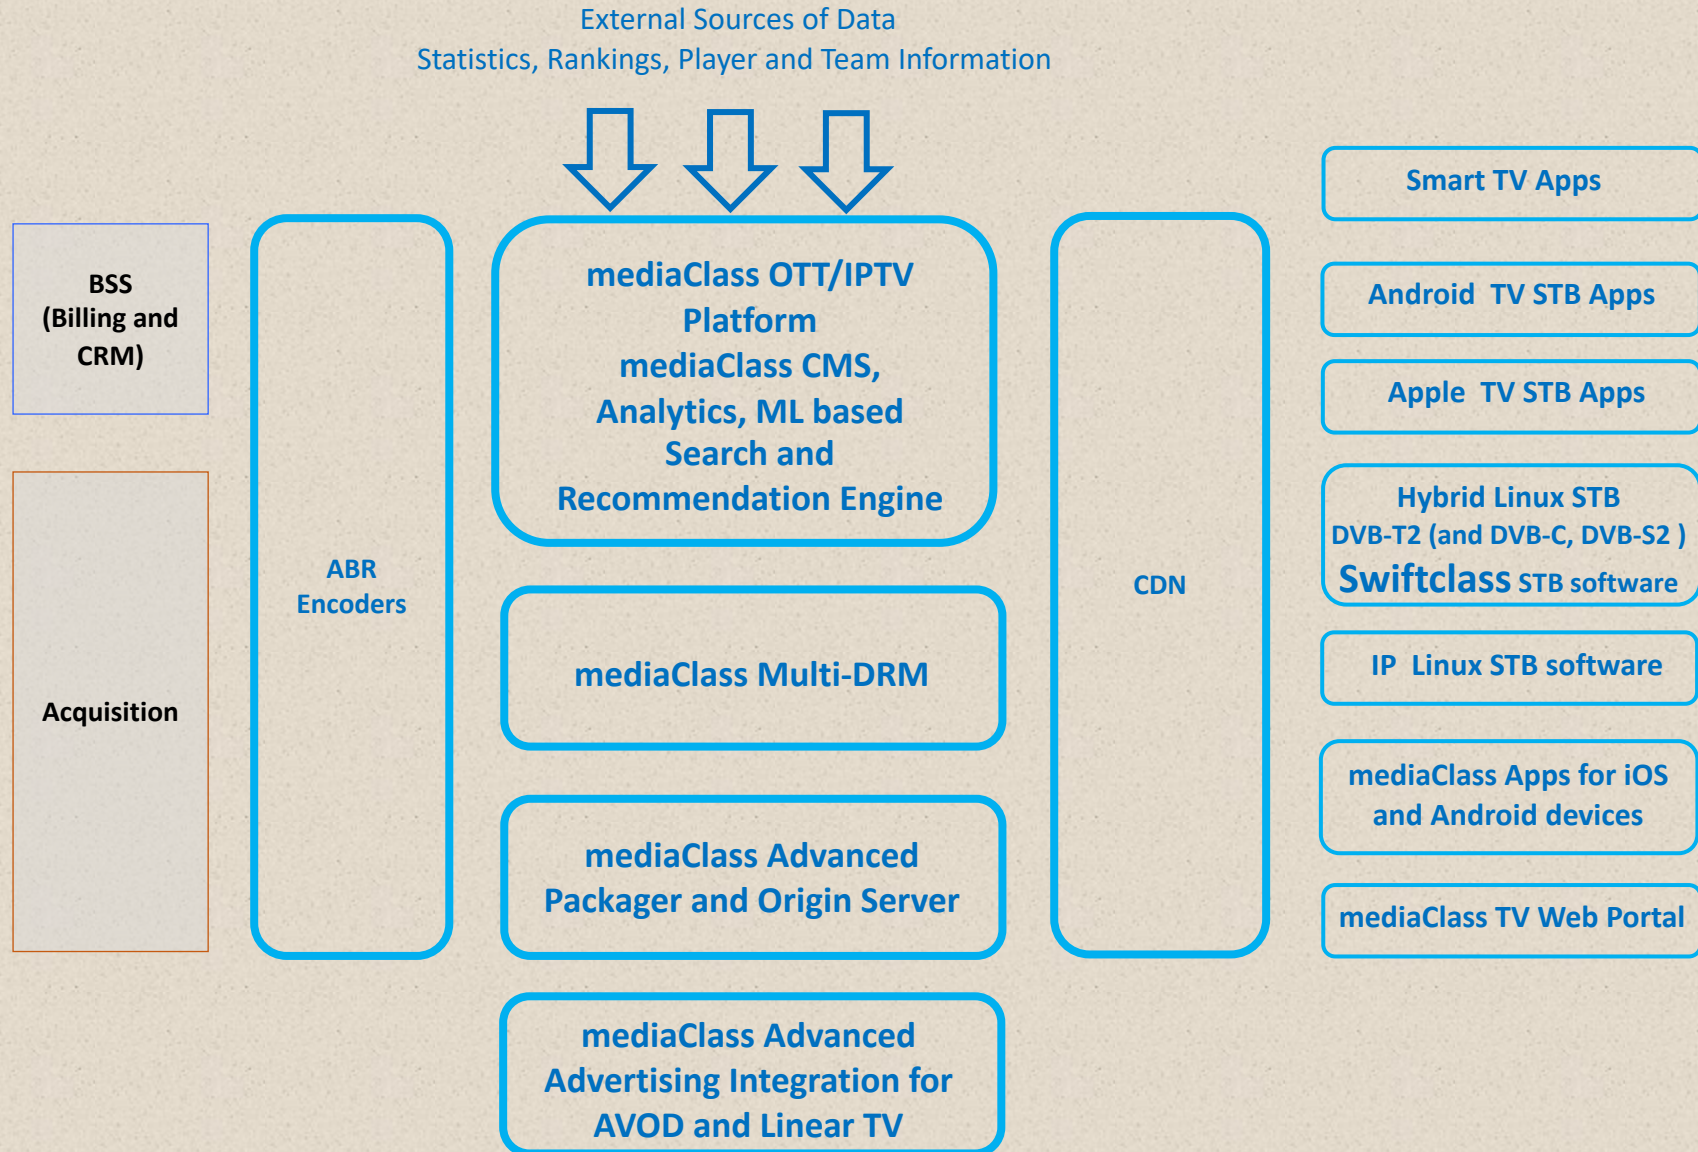 External Sources of Data
Statistics, Rankings, Player and Team Information
BSS
(Billing and
CRM)
Acquisition
ABR
Encoders
mediaClass OTT/IPTV
Platform
mediaClass CMS,
Analytics, ML based
Search and
Recommendation Engine
mediaClass Multi-DRM
mediaClass Advanced
Packager and Origin Server
mediaClass Advanced
Advertising Integration for
AVOD and Linear TV
CDN
Smart TV Apps
Android TV STB Apps
Apple TV STB Apps
Hybrid Linux STB
DVB-T2 (and DVB-C, DVB-S2 )
Swiftclass STB software
IP Linux STB software
mediaClass Apps for iOS
and Android devices
mediaClass TV Web Portal